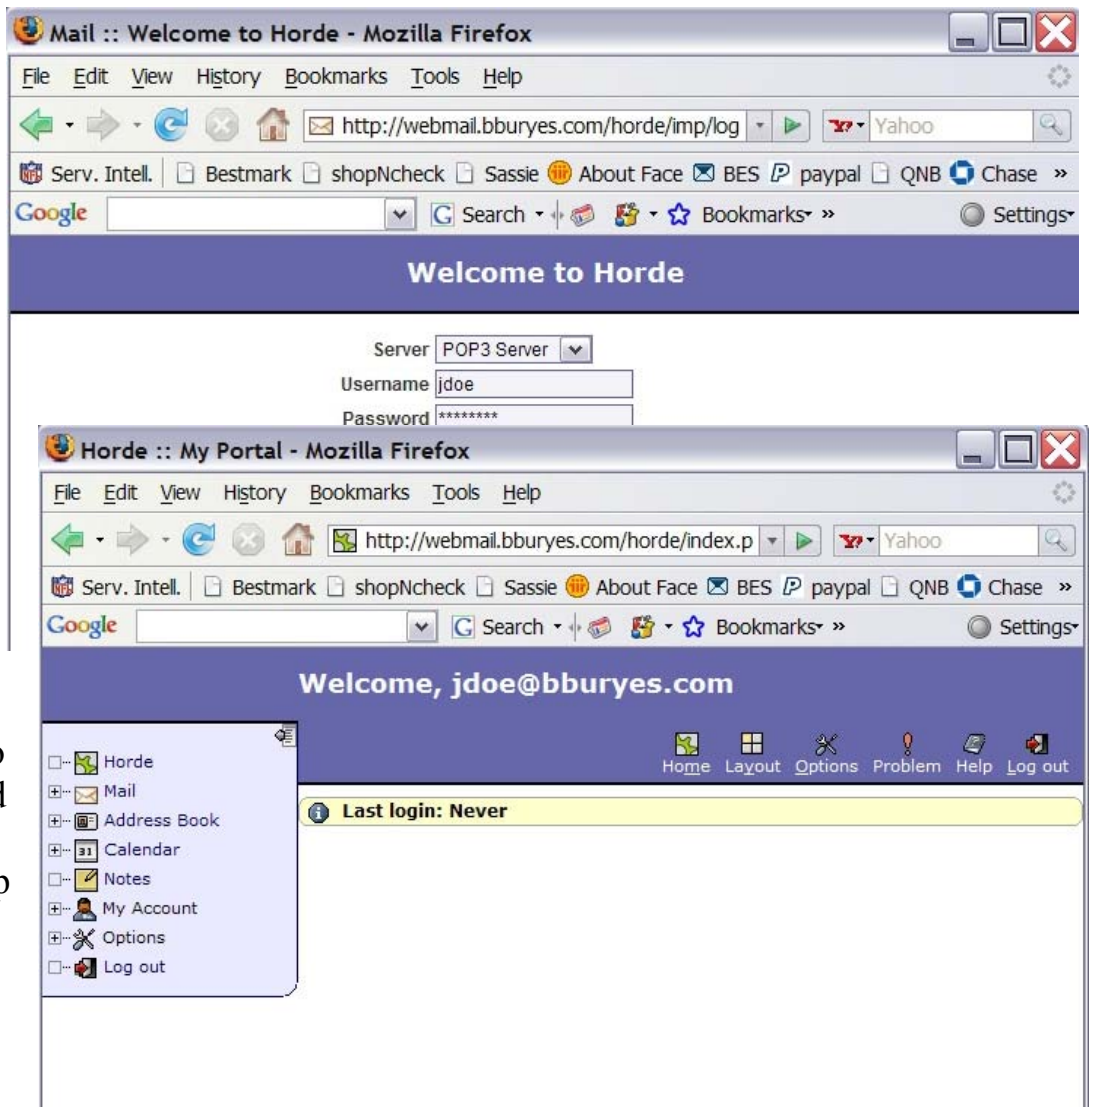 Mail :: Welcome to Horde - Mozilla Firefox
File Edit View History Bookmarks Tools Help
http://webmail.bburyes.com/horde/imp/log Yahoo
Serv. Intell. Bestmark shopNcheck Sassie About Face BES paypal QNB Chase »
Google Search Bookmarks » Settings
Welcome to Horde
Server POP3 Server
Username jdoe
Password ********
Horde :: My Portal - Mozilla Firefox
File Edit View History Bookmarks Tools Help
http://webmail.bburyes.com/horde/index.p Yahoo
Serv. Intell. Bestmark shopNcheck Sassie About Face BES paypal QNB Chase »
Google Search Bookmarks » Settings
Welcome, jdoe@bburyes.com
Home Layout Options Problem Help Log out
Last login: Never
Horde
Mail
Address Book
31 Calendar
Notes
My Account
Options
Log out